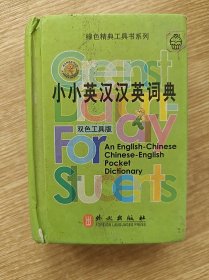 绿色精典工具书系列
Great
小小英汉汉英词典
双色工具版
For
An English-Chinese
Chinese-English
Pocket
Dictionary
Students
外文出版社
FOREIGN LANGUAGES PRESS